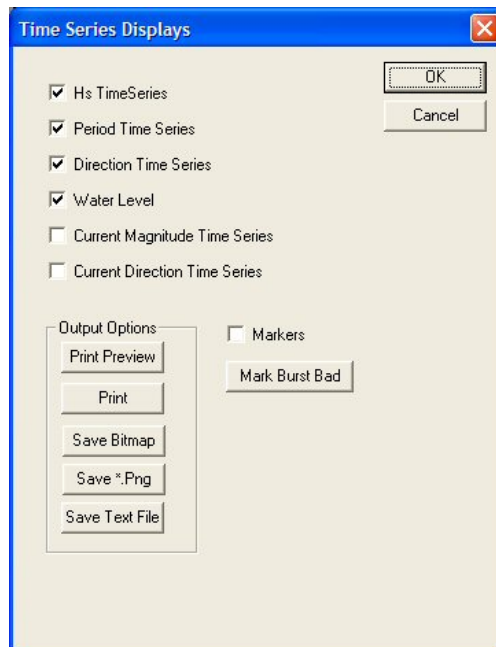 Time Series Displays
OK
Cancel
Hs TimeSeries
Period Time Series
Direction Time Series
Water Level
Current Magnitude Time Series
Current Direction Time Series
Output Options
Print Preview
Print
Save Bitmap
Save *.Png
Save Text File
Markers
Mark Burst Bad